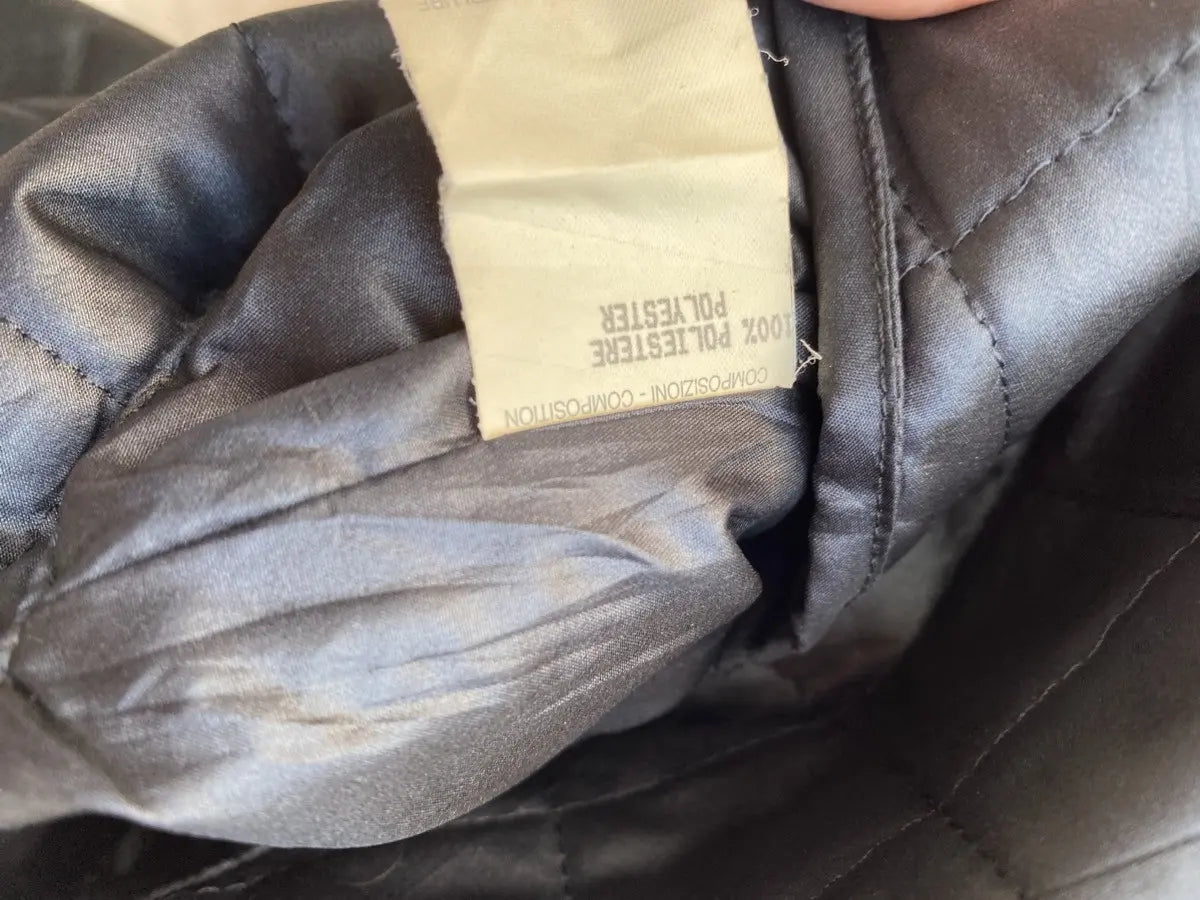 COMPOSIZIONI - COMPOSITION
100% POLIESTERE
POLYESTER